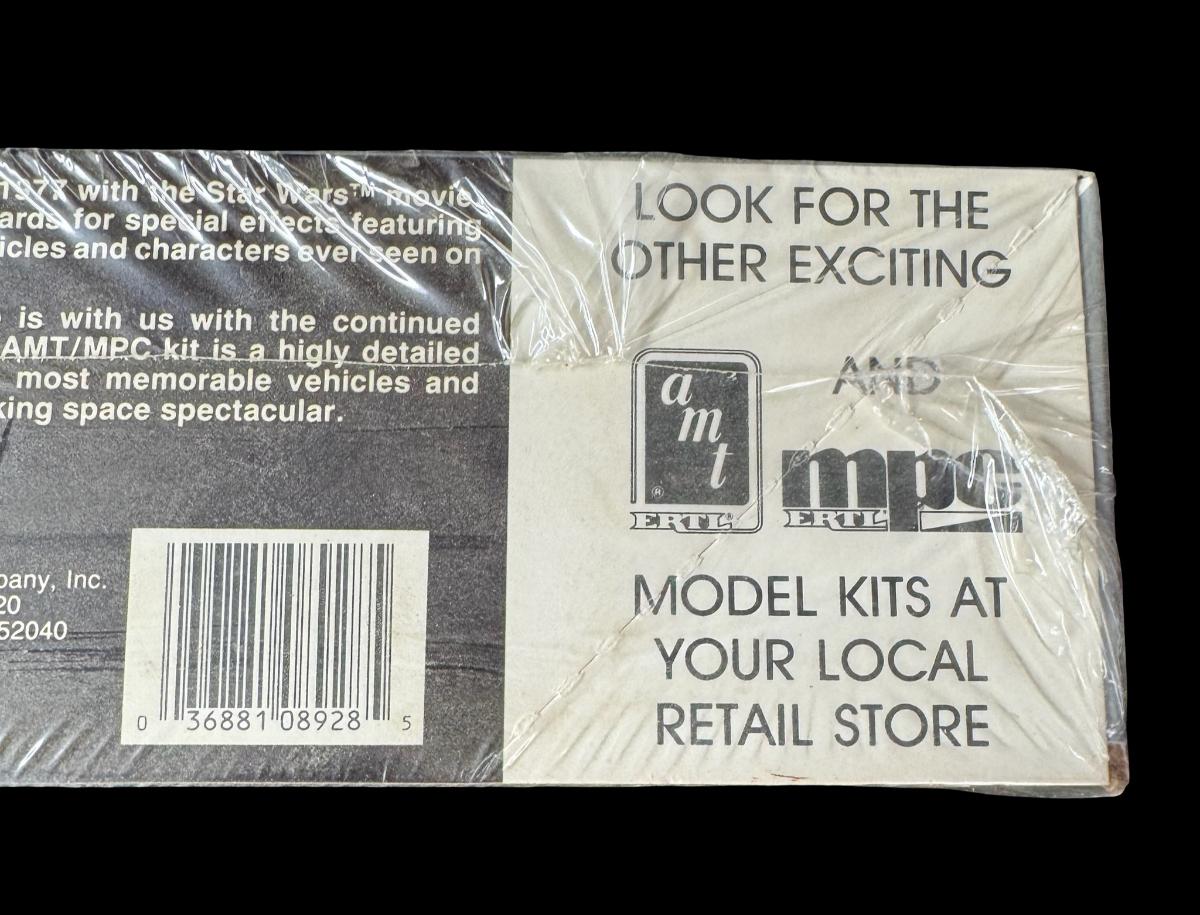 1977 with the Star Wars™ movie,
ards for special effects featuring
icles and characters ever seen on
is with us with the continued
AMT/MPC kit is a higly detailed
most memorable vehicles and
king space spectacular.
pany, Inc.
20
52040
0 36881 08928 5
LOOK FOR THE
OTHER EXCITING
amt
®
ERTL®
AND
mpc
ERTL
MODEL KITS AT
YOUR LOCAL
RETAIL STORE